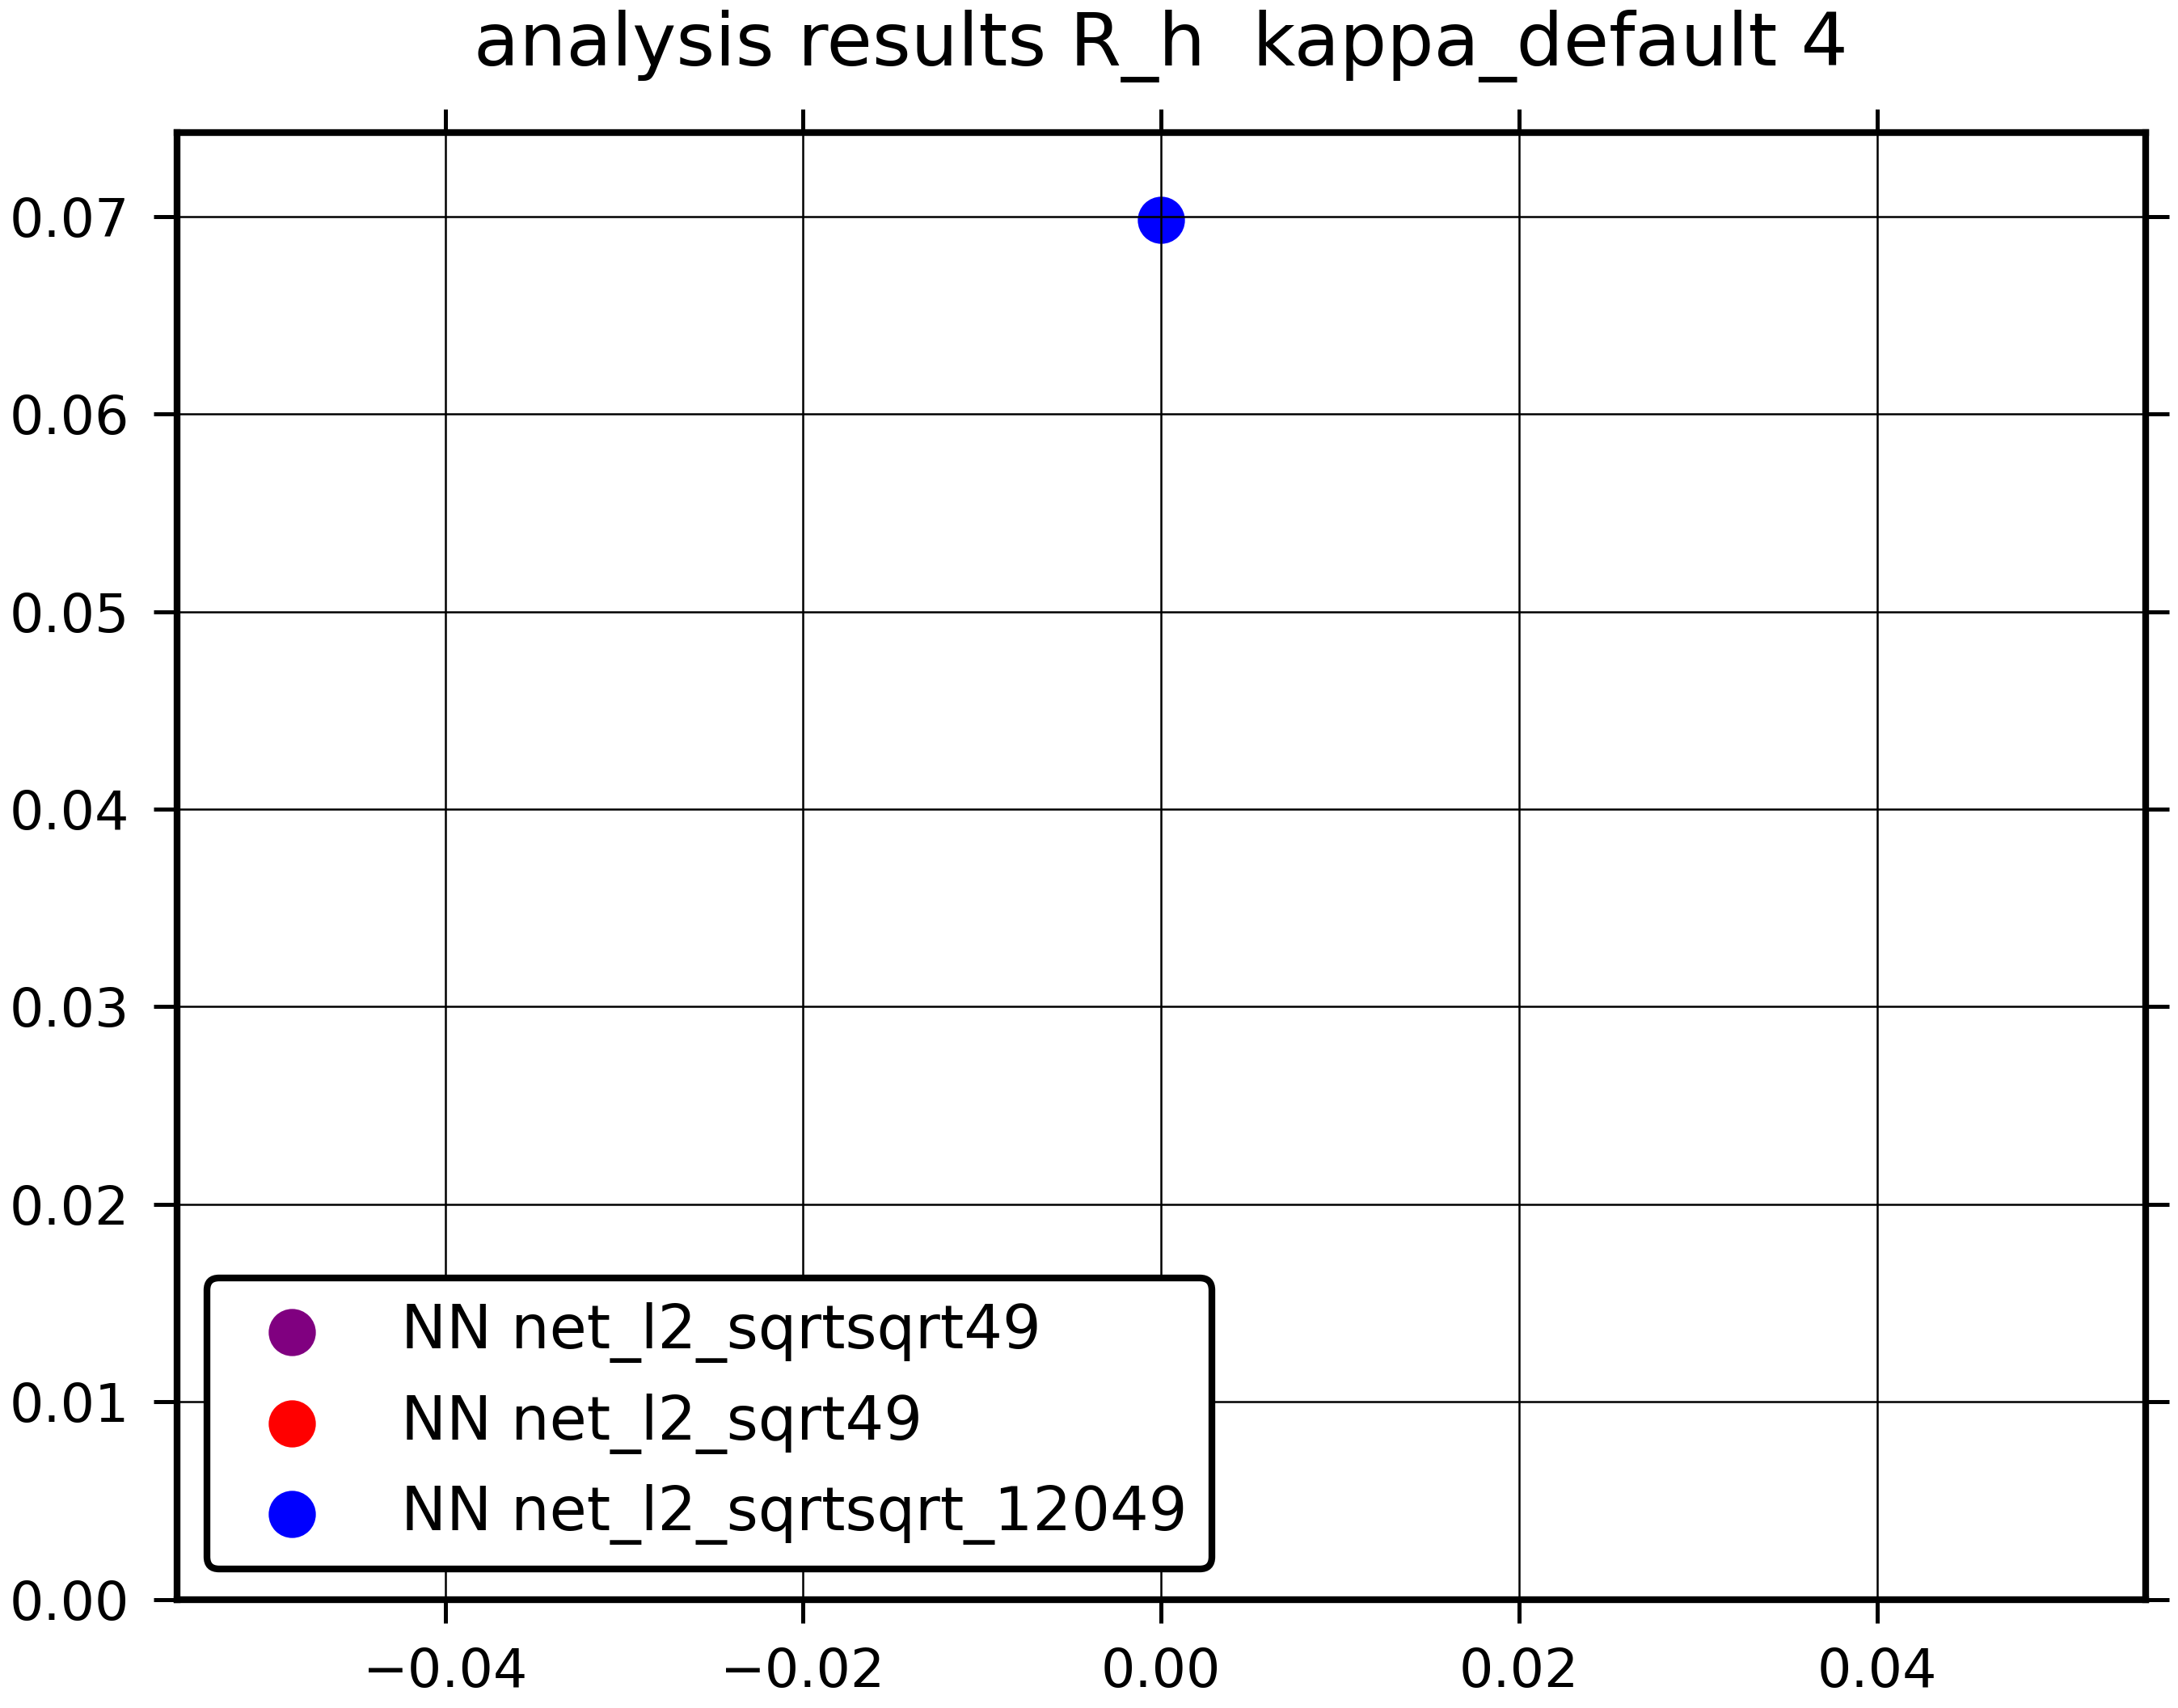 analysis results R_h  kappa_default 4
0.07
0.06
0.05
0.04
0.03
0.02
0.01
0.00
NN net_l2_sqrtsqrt49
NN net_l2_sqrt49
NN net_l2_sqrtsqrt_12049
−0.04 −0.02 0.00 0.02 0.04